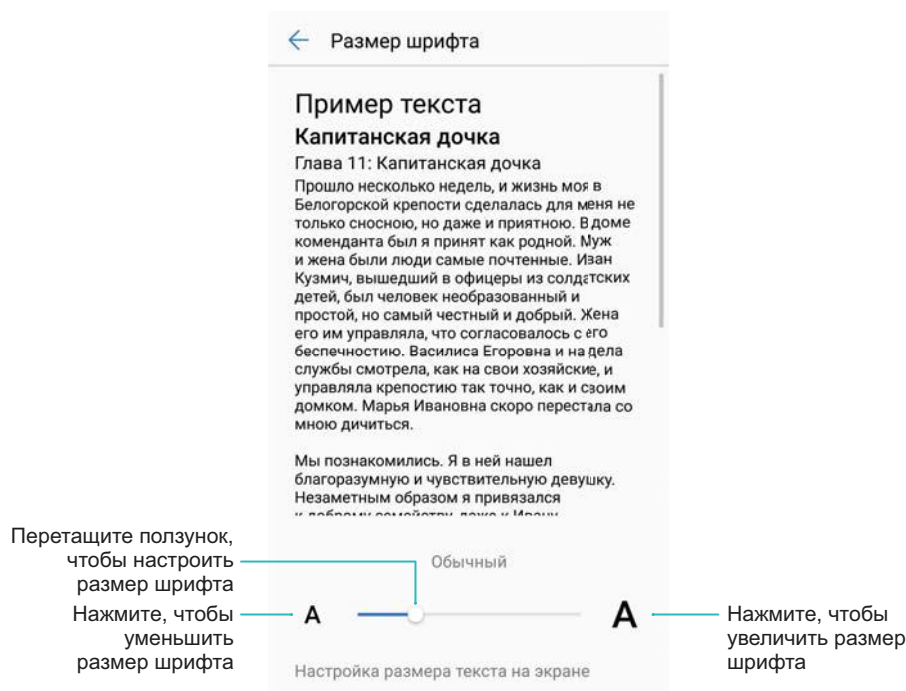 Размер шрифта
Пример текста
Капитанская дочка
Глава 11: Капитанская дочка
Прошло несколько недель, и жизнь моя в
Белогорской крепости сделалась для меня не
только сносною, но даже и приятною. В доме
коменданта был я принят как родной. Муж
и жена были люди самые почтенные. Иван
Кузмич, вышедший в офицеры из солдатских
детей, был человек необразованный и
простой, но самый честный и добрый. Жена
его им управляла, что согласовалось с его
беспечностию. Василиса Егоровна и на дела
службы смотрела, как на свои хозяйские, и
управляла крепостию так точно, как и своим
домком. Марья Ивановна скоро перестала со
мною дичиться.
Мы познакомились. Я в ней нашел
благоразумную и чувствительную девушку.
Незаметным образом я привязался
к доброму семейству, даже к Ивану
Перетащите ползунок,
чтобы настроить
размер шрифта
Обычный
Нажмите, чтобы
уменьшить
размер шрифта
A
A
Нажмите, чтобы
увеличить размер
шрифта
Настройка размера текста на экране